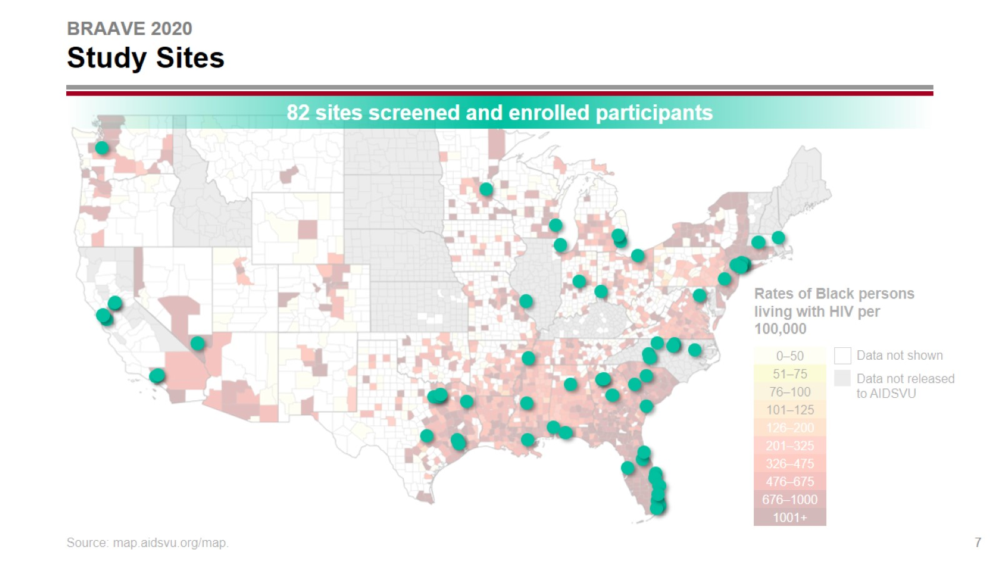 BRAAVE 2020
Study Sites
82 sites screened and enrolled participants
Rates of Black persons
living with HIV per
100,000
0–50
51–75
76–100
101–125
126–200
201–325
326–475
476–675
676–1000
1001+
Data not shown
Data not released
to AIDSVU
Source: map.aidsvu.org/map.
7